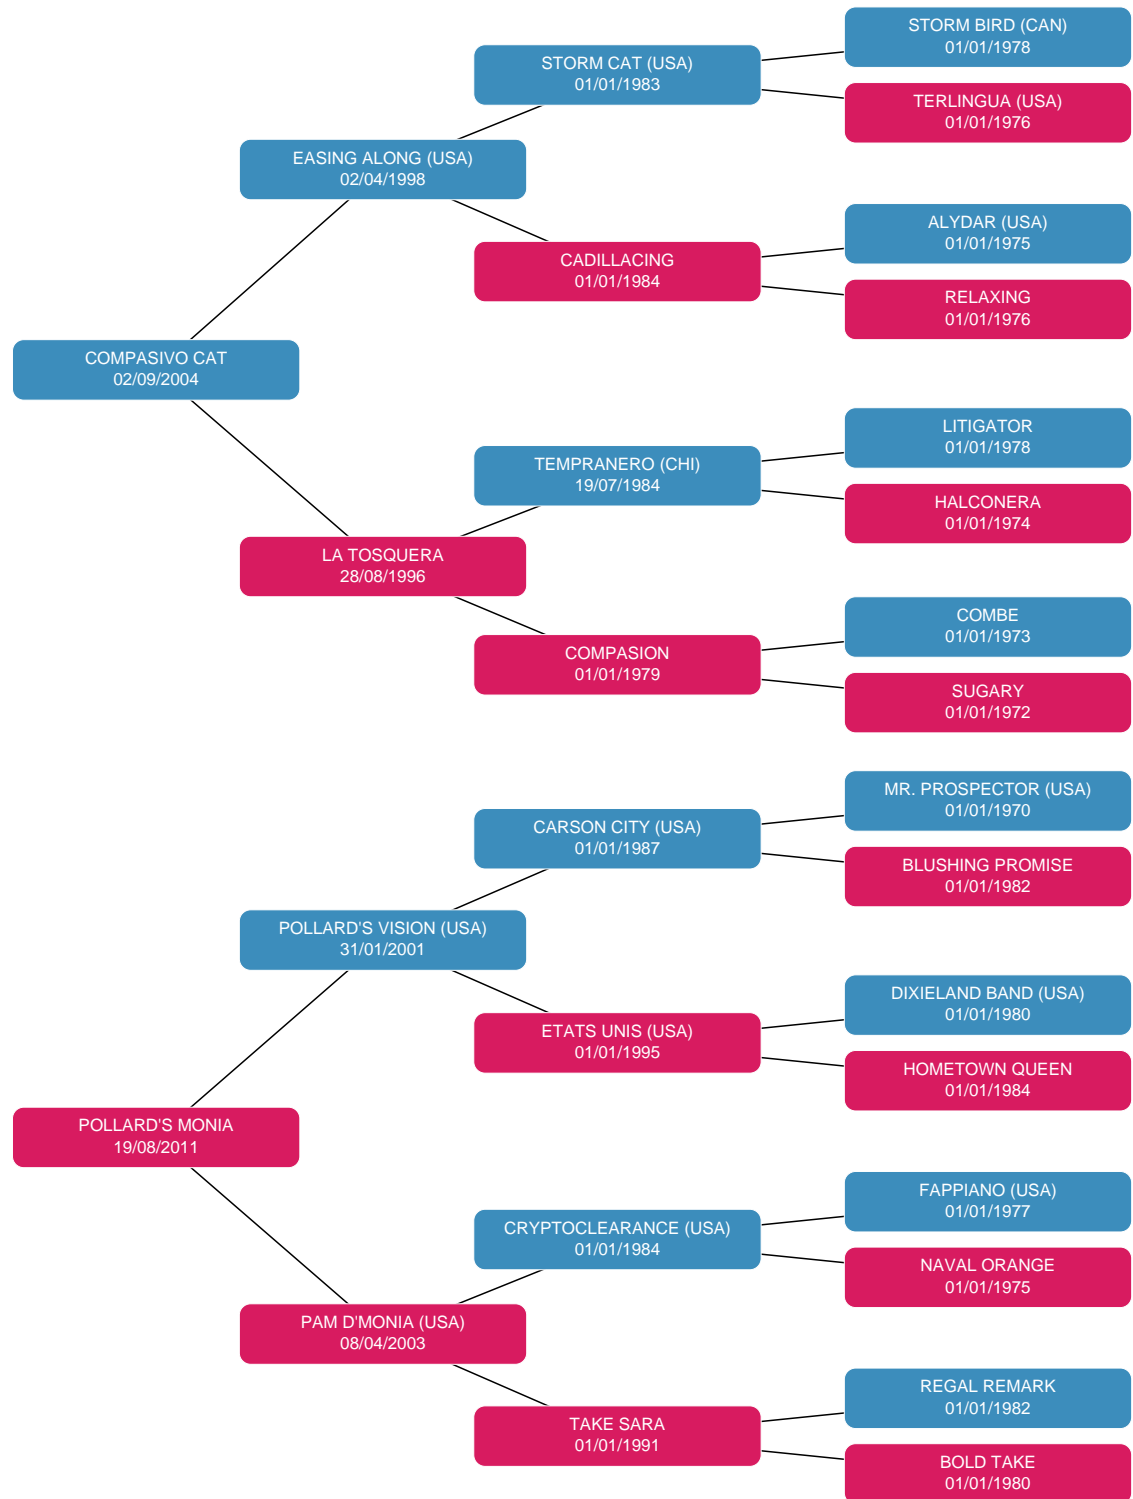 STORM BIRD (CAN)
01/01/1978
STORM CAT (USA)
01/01/1983
TERLINGUA (USA)
01/01/1976
EASING ALONG (USA)
02/04/1998
ALYDAR (USA)
01/01/1975
CADILLACING
01/01/1984
RELAXING
01/01/1976
COMPASIVO CAT
02/09/2004
LITIGATOR
01/01/1978
TEMPRANERO (CHI)
19/07/1984
HALCONERA
01/01/1974
LA TOSQUERA
28/08/1996
COMBE
01/01/1973
COMPASION
01/01/1979
SUGARY
01/01/1972
MR. PROSPECTOR (USA)
01/01/1970
CARSON CITY (USA)
01/01/1987
BLUSHING PROMISE
01/01/1982
POLLARD'S VISION (USA)
31/01/2001
DIXIELAND BAND (USA)
01/01/1980
ETATS UNIS (USA)
01/01/1995
HOMETOWN QUEEN
01/01/1984
POLLARD'S MONIA
19/08/2011
FAPPIANO (USA)
01/01/1977
CRYPTOCLEARANCE (USA)
01/01/1984
NAVAL ORANGE
01/01/1975
PAM D'MONIA (USA)
08/04/2003
REGAL REMARK
01/01/1982
TAKE SARA
01/01/1991
BOLD TAKE
01/01/1980